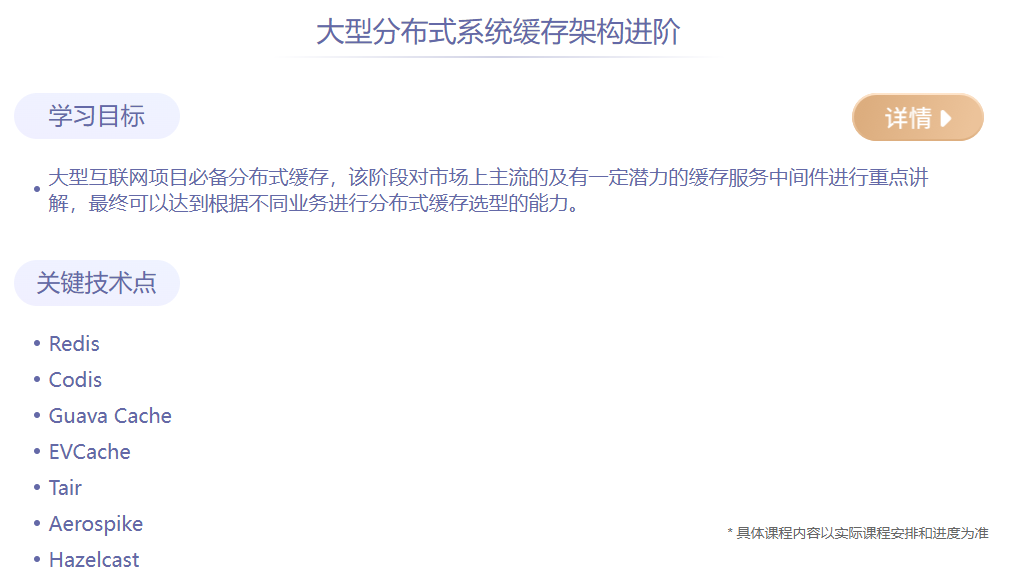 大型分布式系统缓存架构进阶
学习目标
详情
• 大型互联网项目必备分布式缓存，该阶段对市场上主流的及有一定潜力的缓存服务中间件进行重点讲
解，最终可以达到根据不同业务进行分布式缓存选型的能力。
关键技术点
• Redis
• Codis
• Guava Cache
• EVCache
• Tair
• Aerospike
* 具体课程内容以实际课程安排和进度为准
• Hazelcast